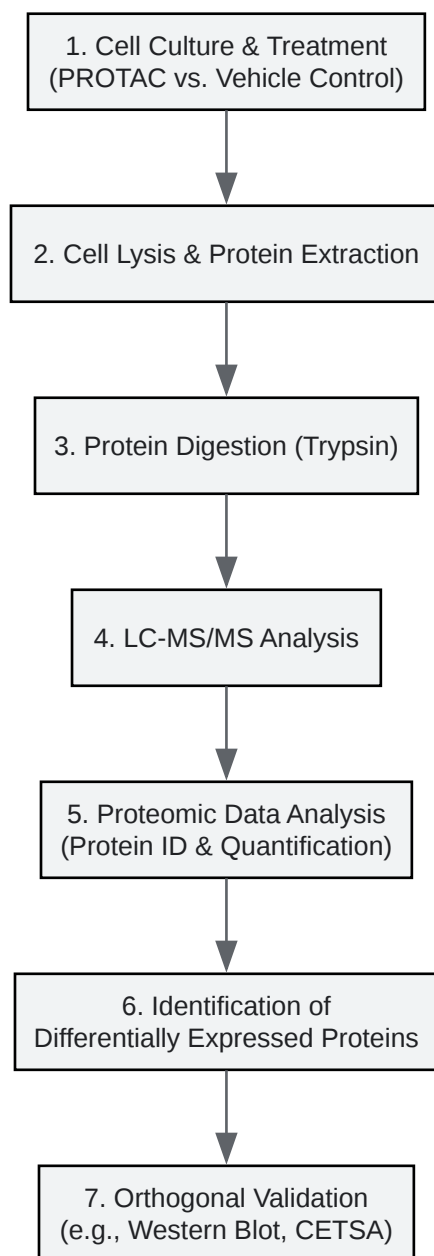 1. Cell Culture & Treatment
(PROTAC vs. Vehicle Control)
2. Cell Lysis & Protein Extraction
3. Protein Digestion (Trypsin)
4. LC-MS/MS Analysis
5. Proteomic Data Analysis
(Protein ID & Quantification)
6. Identification of
Differentially Expressed Proteins
7. Orthogonal Validation
(e.g., Western Blot, CETSA)